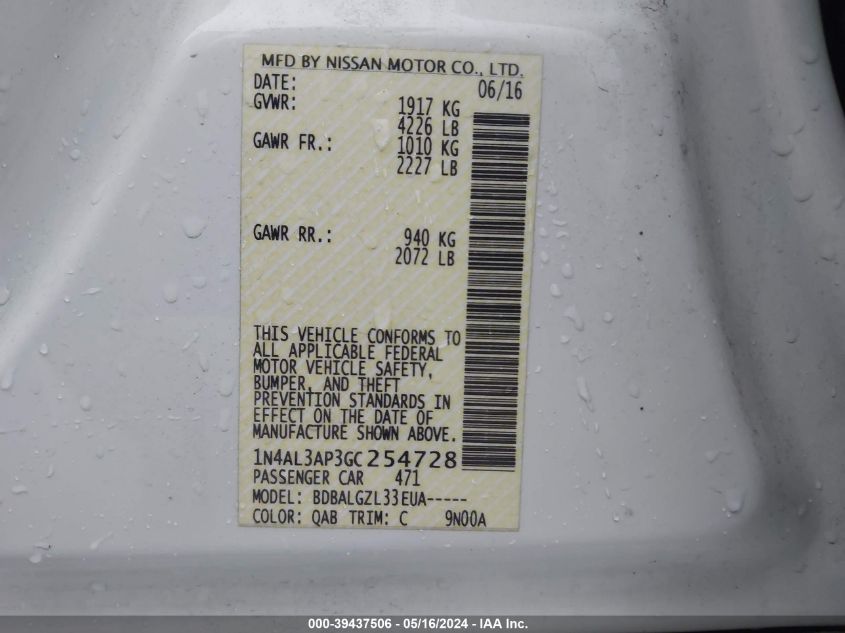 MFD BY NISSAN MOTOR CO., LTD.
DATE: 06/16
GVWR: 1917 KG
4226 LB
GAWR FR.: 1010 KG
2227 LB
GAWR RR.: 940 KG
2072 LB
THIS VEHICLE CONFORMS TO
ALL APPLICABLE FEDERAL
MOTOR VEHICLE SAFETY,
BUMPER, AND THEFT
PREVENTION STANDARDS IN
EFFECT ON THE DATE OF
MANUFACTURE SHOWN ABOVE.
1N4AL3AP3GC254728
PASSENGER CAR 471
MODEL: BDBALGZL33EUA-----
COLOR: QAB TRIM: C 9N00A
000-39437506 - 05/16/2024 - IAA Inc.